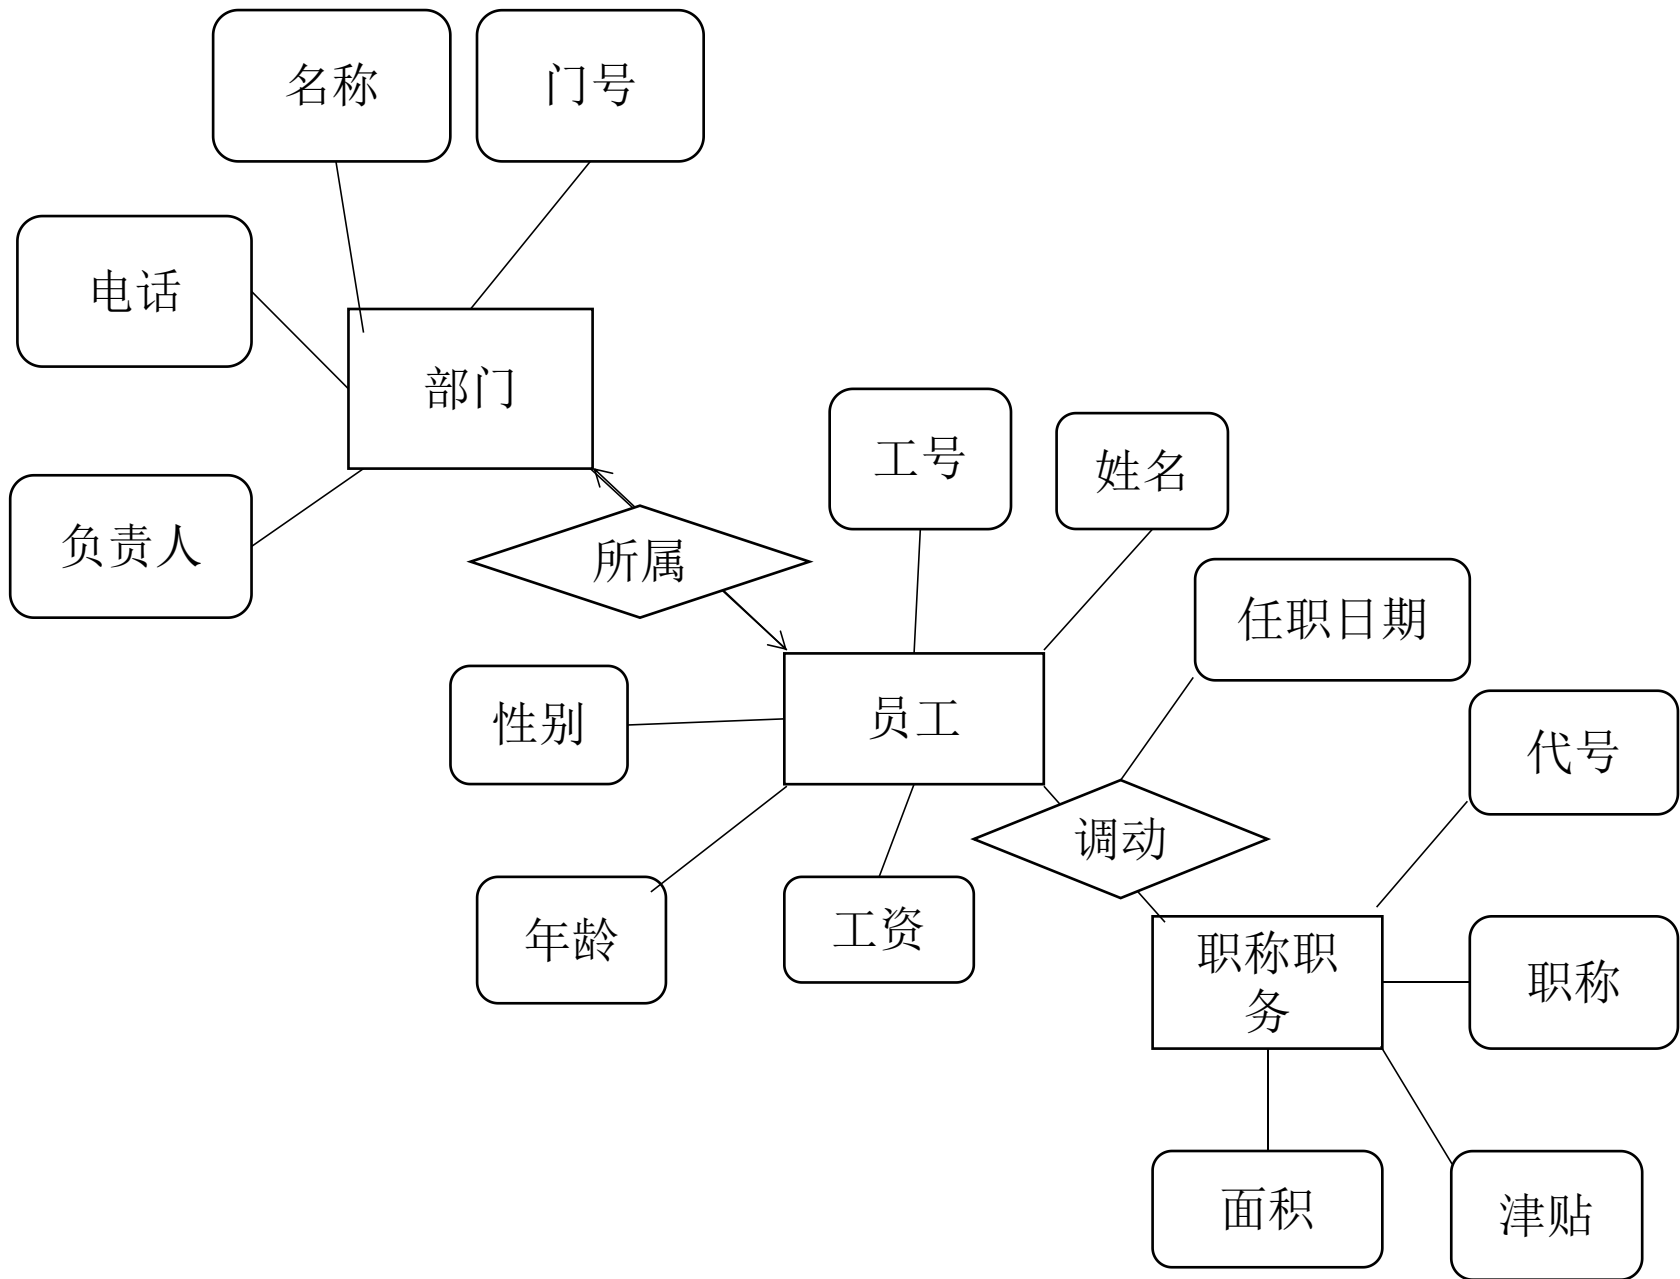 名称
门号
电话
部门
工号
姓名
负责人
所属
任职日期
性别
员工
代号
调动
年龄
工资
职称职
务
职称
面积
津贴